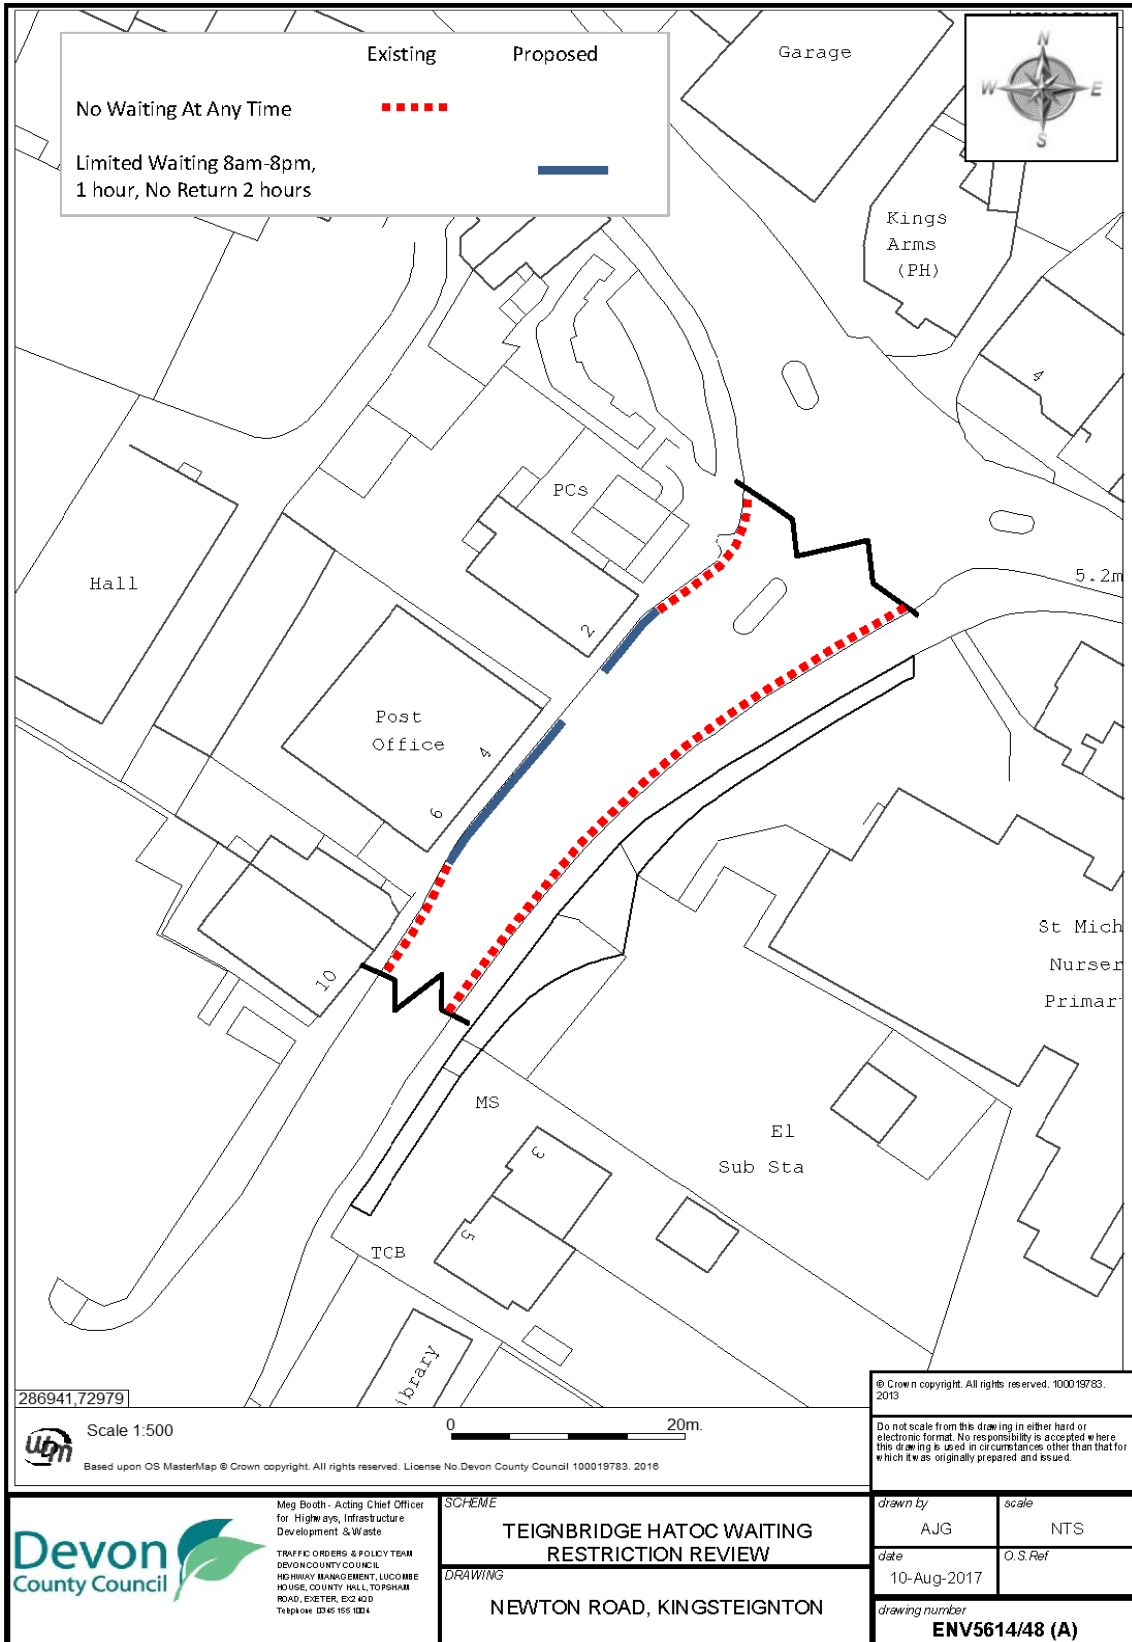 Existing Proposed
No Waiting At Any Time
Limited Waiting 8am-8pm,
1 hour, No Return 2 hours
Garage
N
W E
S
Kings
Arms
(PH)
4
PCs
Hall
5.2m
2
Post
Office
4
6
10
St Mich
Nurser
Primar
MS
El
Sub Sta
3
5
TCB
ibrary
286941,72979
Scale 1:500
0 20m.
Based upon OS MasterMap © Crown copyright. All rights reserved. License No.Devon County Council 100019783. 2016
© Crown copyright. All rights reserved. 100019783.
2013
Do not scale from this drawing in either hard or
electronic format. No responsibility is accepted where
this drawing is used in circumstances other than that for
which it was originally prepared and issued.
Devon
County Council
Meg Booth - Acting Chief Officer
for Highways, Infrastructure
Development & Waste
TRAFFIC ORDERS & POLICY TEAM
DEVON COUNTY COUNCIL
HIGHWAY MANAGEMENT, LUCOMBE
HOUSE, COUNTY HALL, TOPSHAM
ROAD, EXETER, EX2 4QD
Telephone 0345 155 1004
SCHEME
TEIGNBRIDGE HATOC WAITING
RESTRICTION REVIEW
DRAWING
NEWTON ROAD, KINGSTEIGNTON
drawn by scale
AJG NTS
date O.S.Ref
10-Aug-2017
drawing number
ENV5614/48 (A)